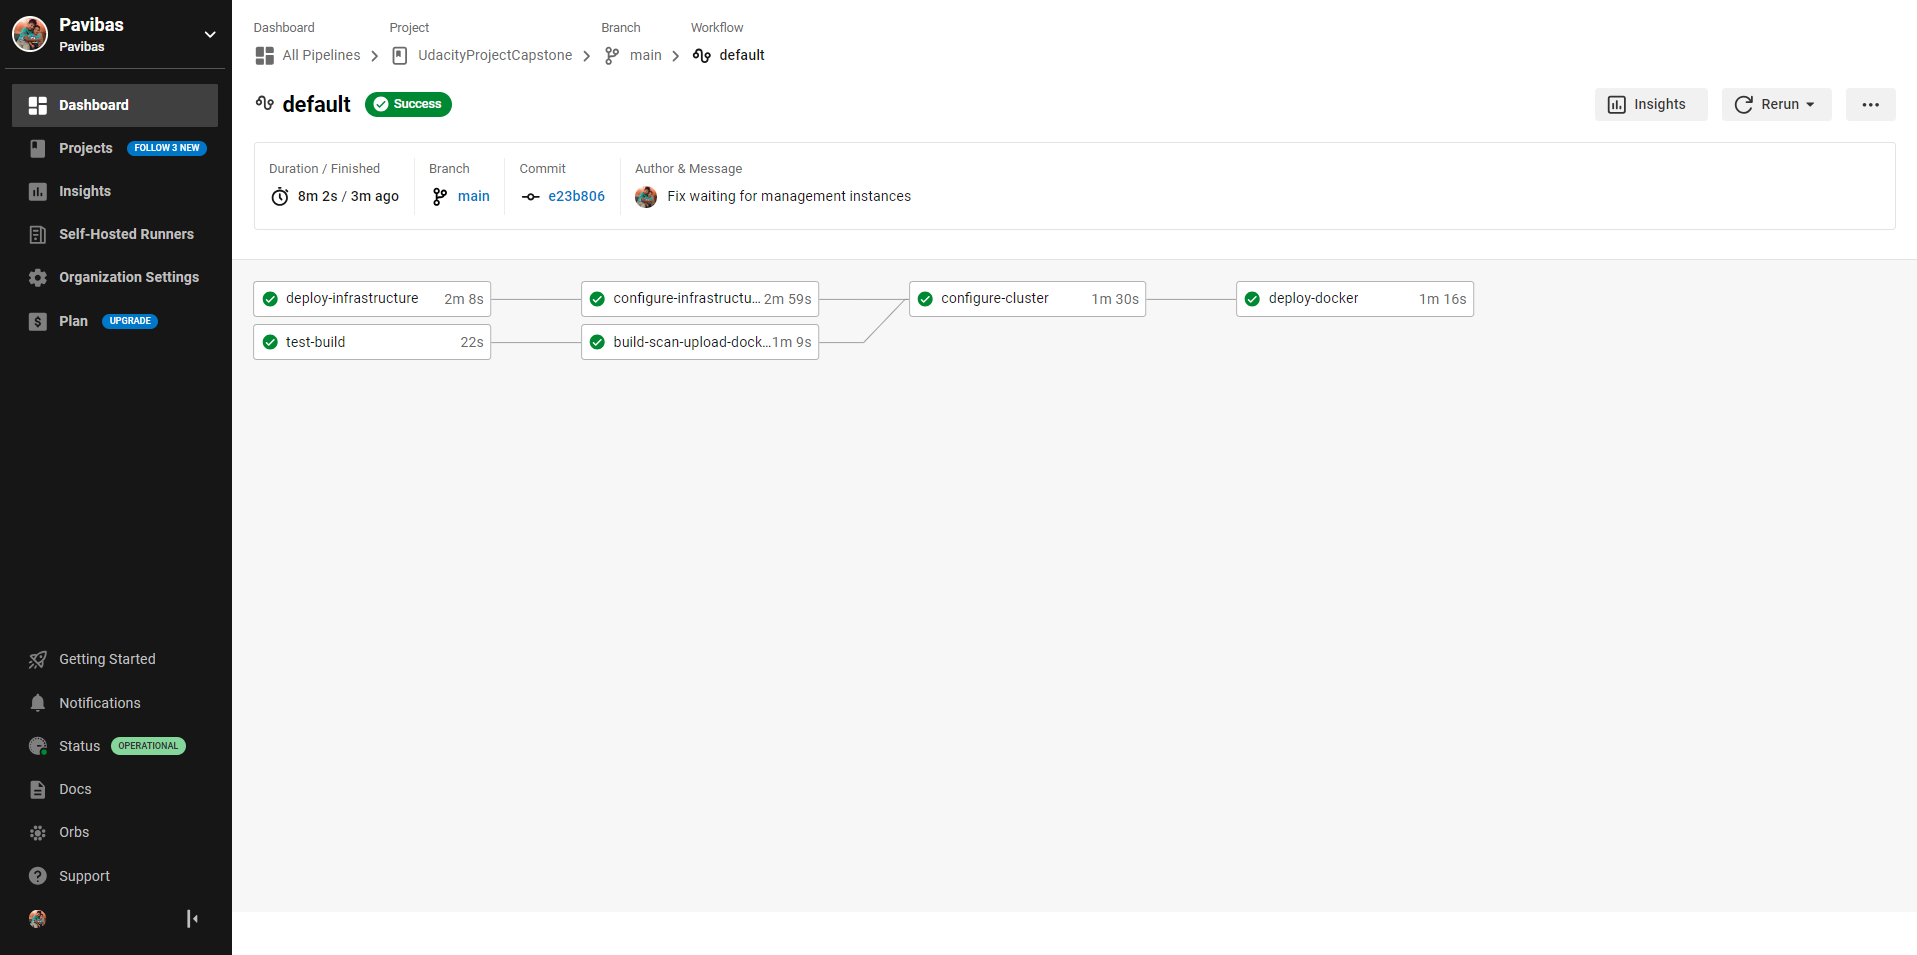 Pavibas
Pavibas
Dashboard
Projects FOLLOW 3 NEW
Insights
Self-Hosted Runners
Organization Settings
Plan UPGRADE
Getting Started
Notifications
Status OPERATIONAL
Docs
Orbs
Support
Dashboard Project Branch Workflow
All Pipelines UdacityProjectCapstone main default
default Success
Insights Rerun
Duration / Finished Branch Commit Author & Message
8m 2s / 3m ago main e23b806 Fix waiting for management instances
deploy-infrastructure 2m 8s configure-infrastructu... 2m 59s configure-cluster 1m 30s deploy-docker 1m 16s
test-build 22s build-scan-upload-dock... 1m 9s